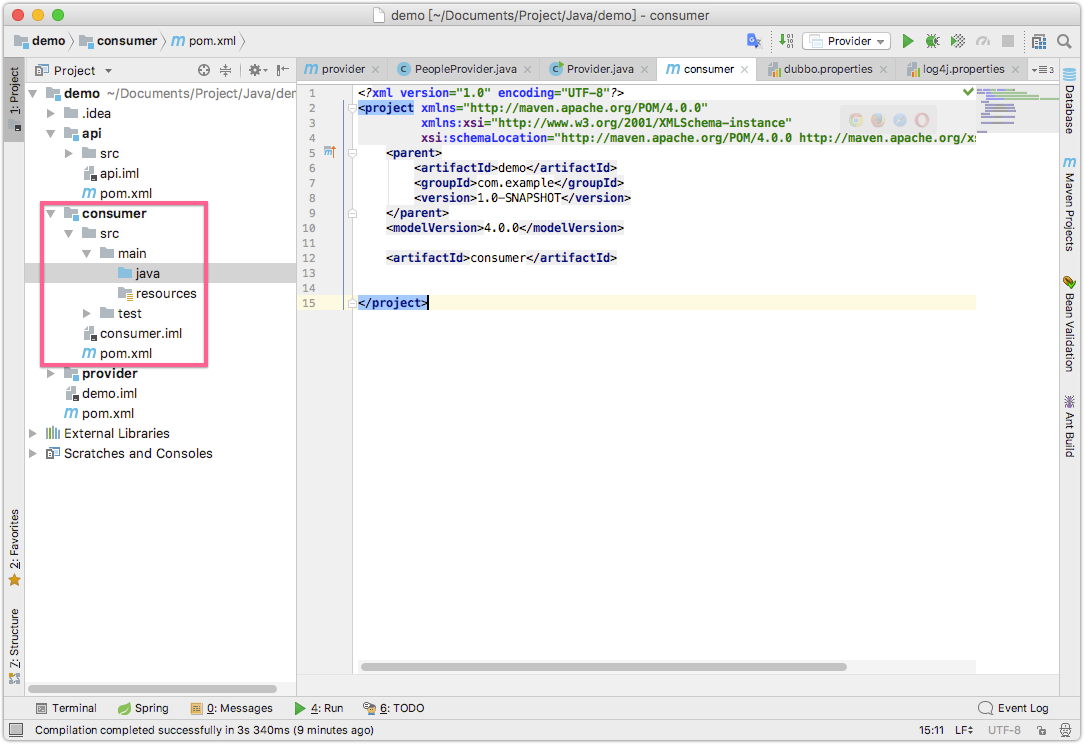 demo [~/Documents/Project/Java/demo] - consumer
demo consumer m pom.xml Provider
1: Project
Project
m provider PeopleProvider.java Provider.java m consumer dubbo.properties log4j.properties 3
demo ~/Documents/Project/Java/der
.idea
api
src
api.iml
m pom.xml
consumer
src
main
java
resources
test
consumer.iml
m pom.xml
provider
demo.iml
m pom.xml
External Libraries
Scratches and Consoles
1 <?xml version="1.0" encoding="UTF-8"?>
2 <project xmlns="http://maven.apache.org/POM/4.0.0"
3 xmlns:xsi="http://www.w3.org/2001/XMLSchema-instance"
4 xsi:schemaLocation="http://maven.apache.org/POM/4.0.0 http://maven.apache.org/xs
5 <parent>
6 <artifactId>demo</artifactId>
7 <groupId>com.example</groupId>
8 <version>1.0-SNAPSHOT</version>
9 </parent>
10 <modelVersion>4.0.0</modelVersion>
11
12 <artifactId>consumer</artifactId>
13
14
15 </project>
Database
m Maven Projects
Bean Validation
Ant Build
2: Favorites
7: Structure
Terminal Spring 0: Messages 4: Run 6: TODO Event Log
Compilation completed successfully in 3s 340ms (9 minutes ago) 15:11 LF UTF-8